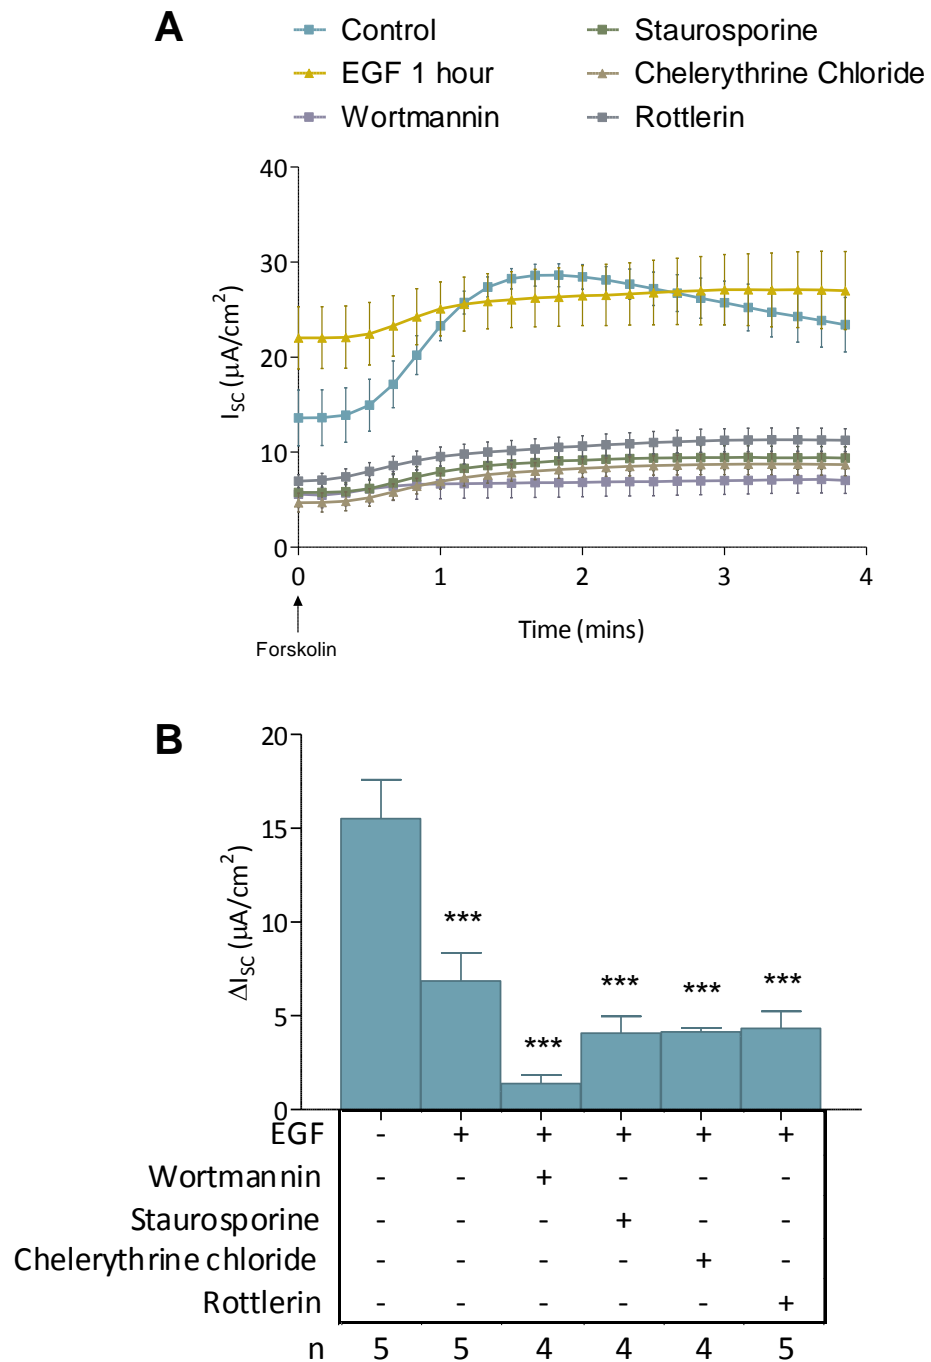 A
Control
Staurosporine
EGF 1 hour
Chelerythrine Chloride
Wortmannin
Rottlerin
40
30
20
10
0
I_SC (μA/cm²)
0 1 2 3 4
Time (mins)
Forskolin
B
20
15
10
5
0
ΔI_SC (μA/cm²)
*** *** *** *** ***
EGF - + + + + +
Wortmannin - - + - - -
Staurosporine - - - + - -
Chelerythrine chloride - - - - + -
Rottlerin - - - - - +
n 5 5 4 4 4 5